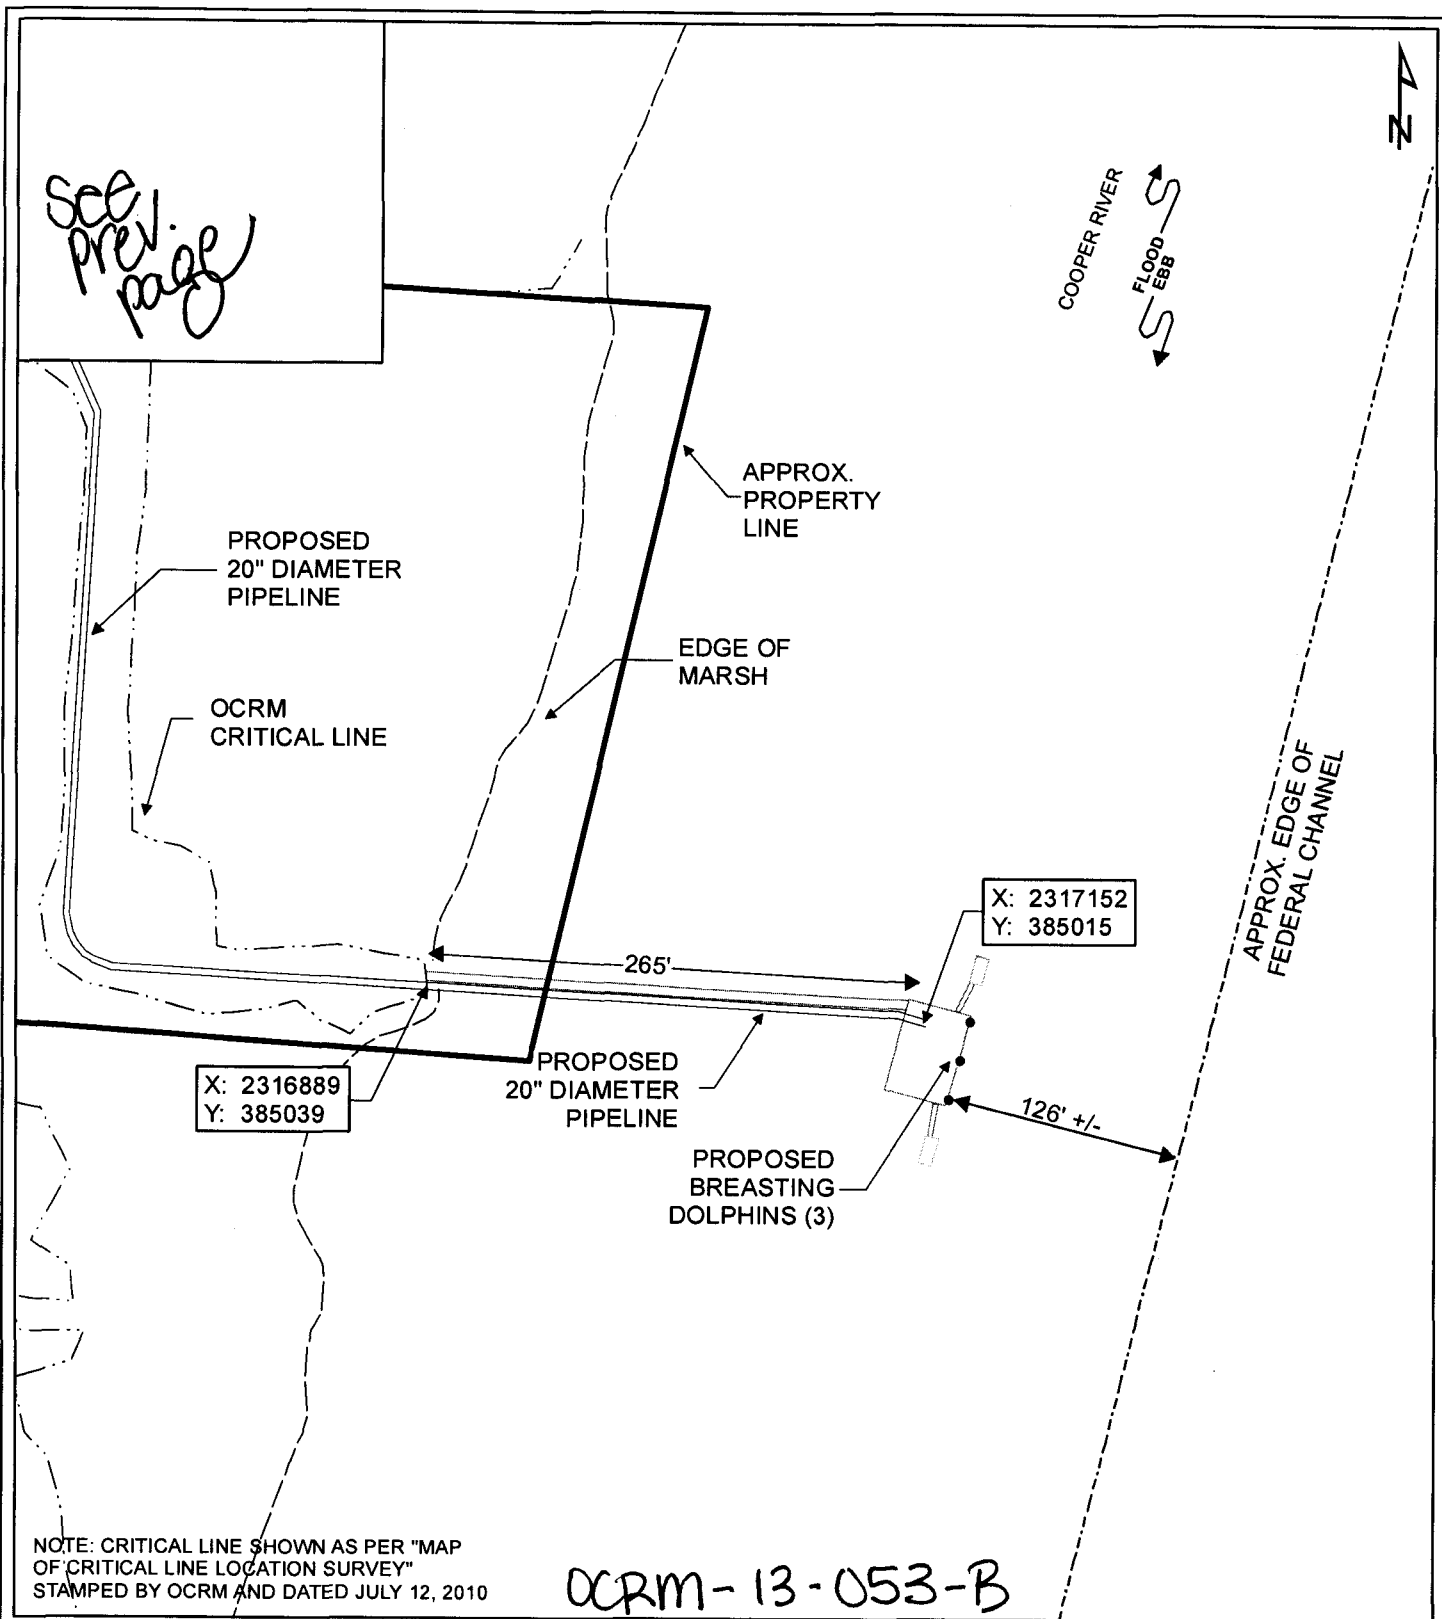 see
prev.
page
N
COOPER RIVER
FLOOD
EBB
APPROX.
PROPERTY
LINE
PROPOSED
20" DIAMETER
PIPELINE
EDGE OF
MARSH
OCRM
CRITICAL LINE
APPROX. EDGE OF
FEDERAL CHANNEL
X: 2317152
Y: 385015
265'
X: 2316889
Y: 385039
PROPOSED
20" DIAMETER
PIPELINE
126' +/-
PROPOSED
BREASTING
DOLPHINS (3)
NOTE: CRITICAL LINE SHOWN AS PER "MAP
OF CRITICAL LINE LOCATION SURVEY"
STAMPED BY OCRM AND DATED JULY 12, 2010
OCRM-13-053-B